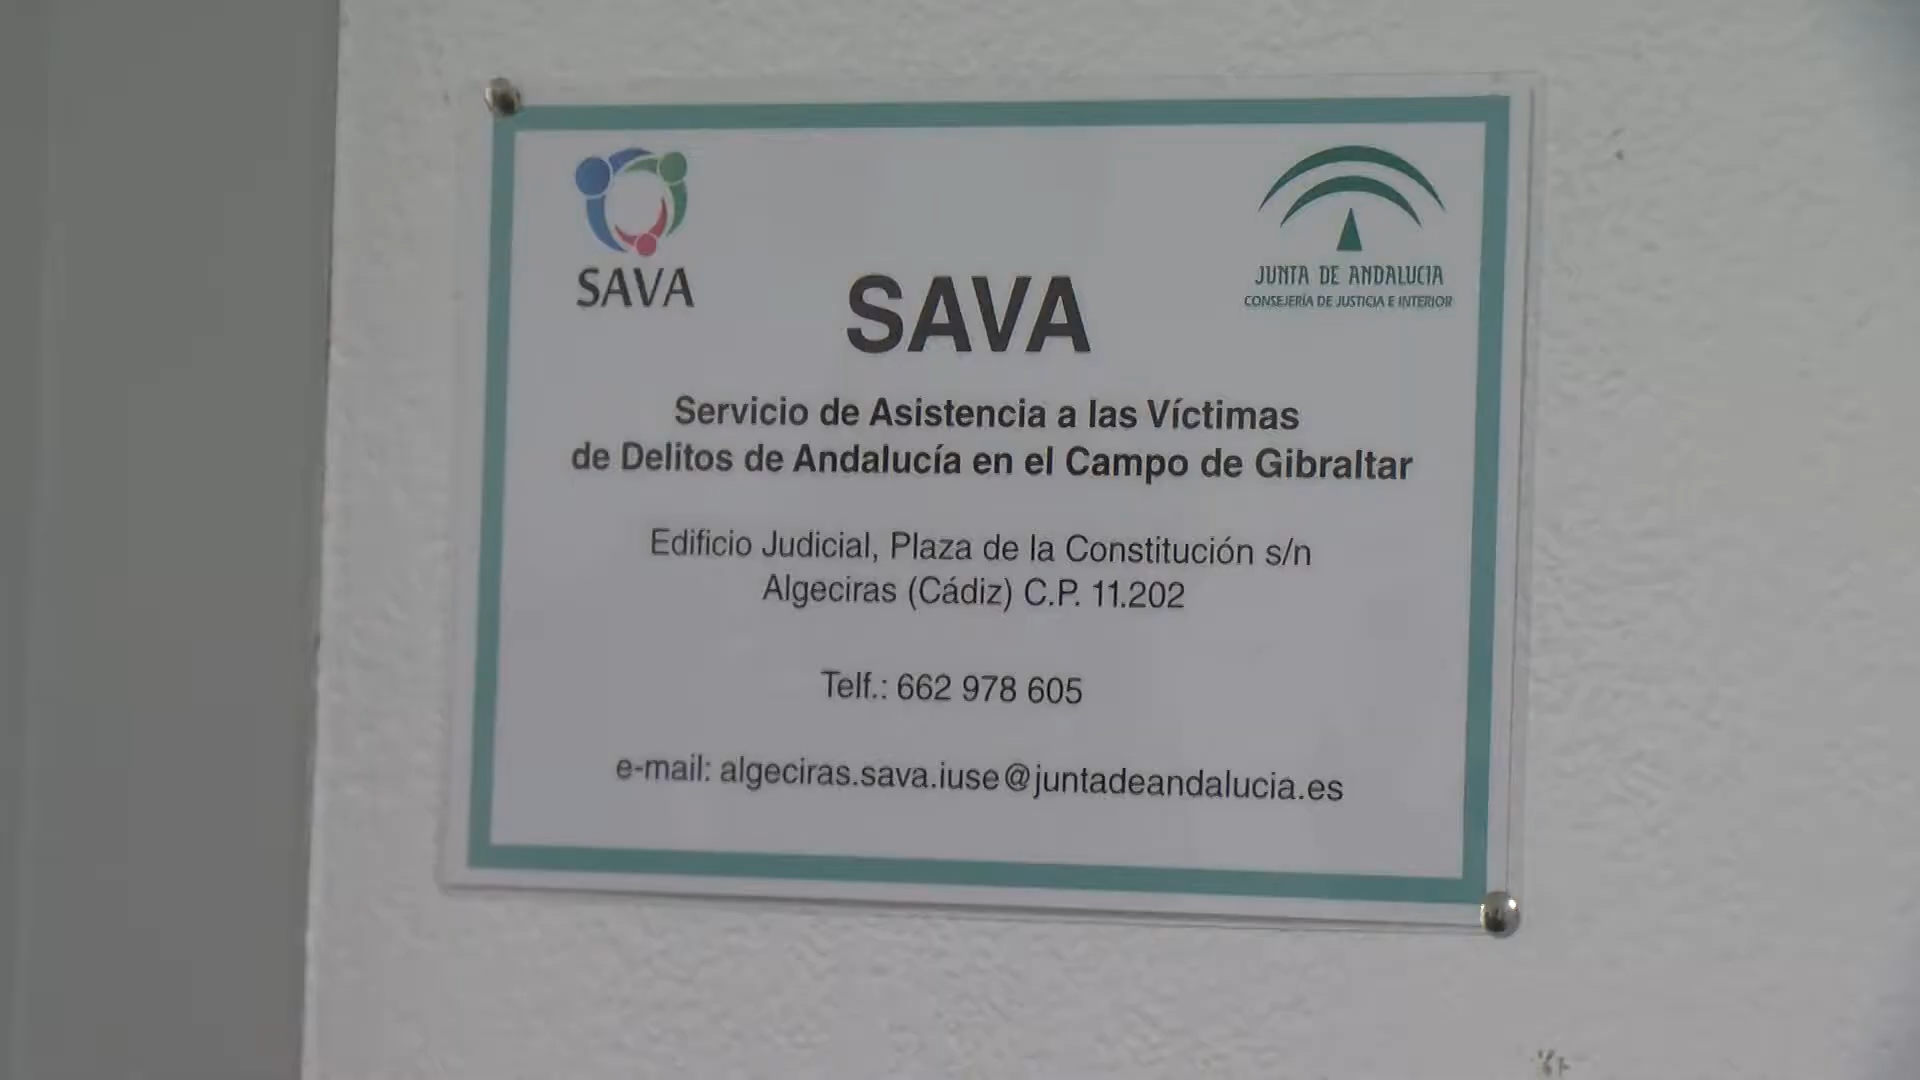 SAVA
JUNTA DE ANDALUCIA
CONSEJERÍA DE JUSTICIA E INTERIOR
SAVA
Servicio de Asistencia a las Víctimas
de Delitos de Andalucía en el Campo de Gibraltar
Edificio Judicial, Plaza de la Constitución s/n
Algeciras (Cádiz) C.P. 11.202
Telf.: 662 978 605
e-mail: algeciras.sava.iuse@juntadeandalucia.es